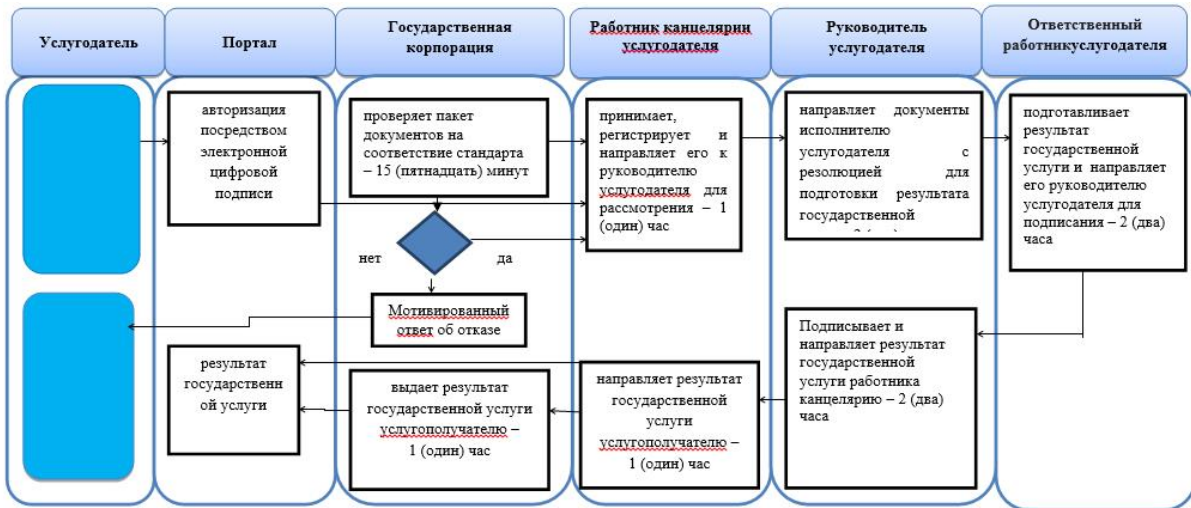 Услугодатель
Портал
Государственная
корпорация
Работник канцелярии
услугодателя
Руководитель
услугодателя
Ответственный
работникуслугодателя
авторизация
посредством
электронной
цифровой
подписи
проверяет пакет
документов на
соответствие стандарта
– 15 (пятнадцать) минут
нет
да
Мотивированный
ответ об отказе
принимает,
регистрирует и
направляет его к
руководителю
услугодателя для
рассмотрения – 1
(один) час
направляет документы
исполнителю
услугодателя с
резолюцией для
подготовки результата
государственной
подготавливает
результат
государственной
услуги и направляет
его руководителю
услугодателя для
подписания – 2 (два)
часа
результат
государственн
ой услуги
выдает результат
государственной услуги
услугополучателю –
1 (один) час
направляет результат
государственной
услуги
услугополучателю –
1 (один) час
Подписывает и
направляет результат
государственной
услуги работника
канцелярию – 2 (два)
часа